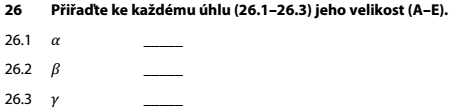 26 Přiřaďte ke každému úhlu (26.1–26.3) jeho velikost (A–E).
26.1 α _____
26.2 β _____
26.3 γ _____